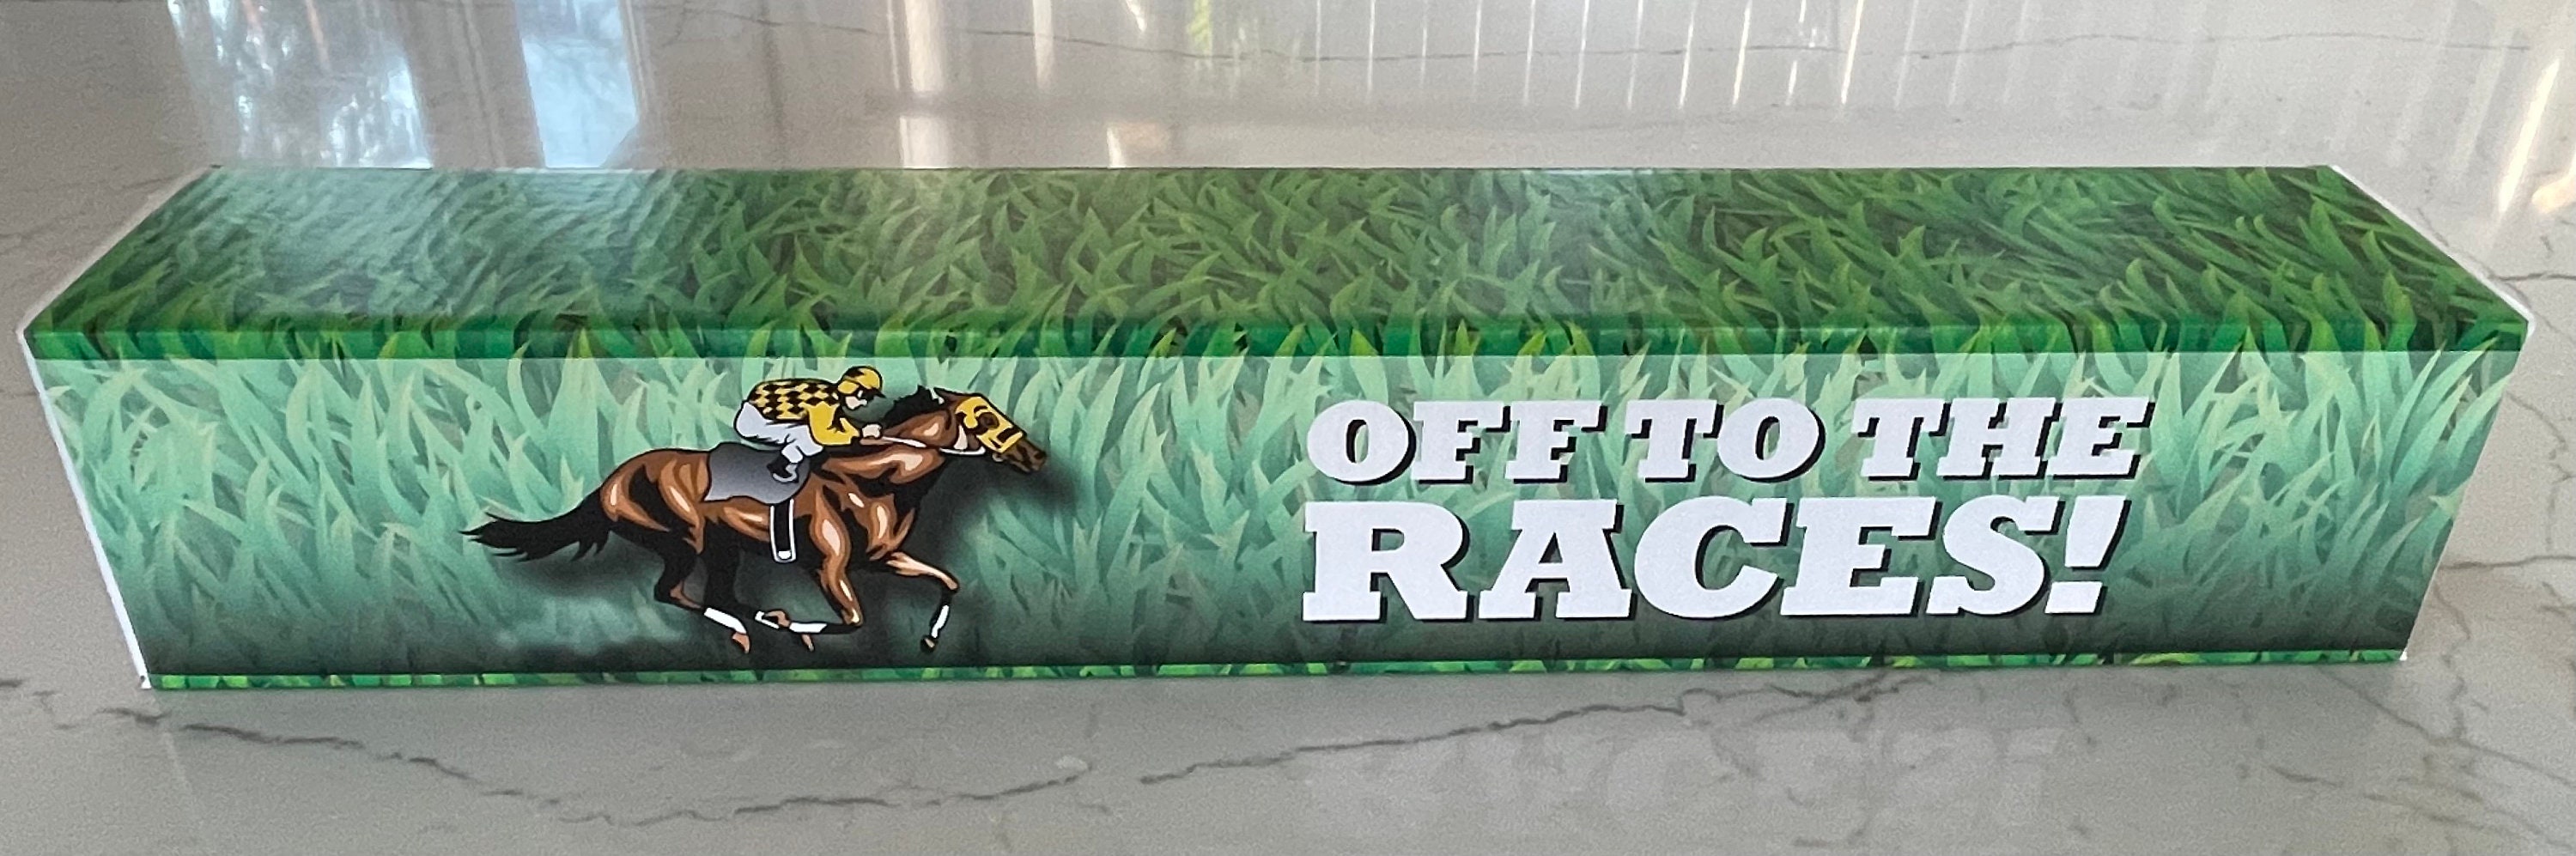 OFF TO THE
RACES!